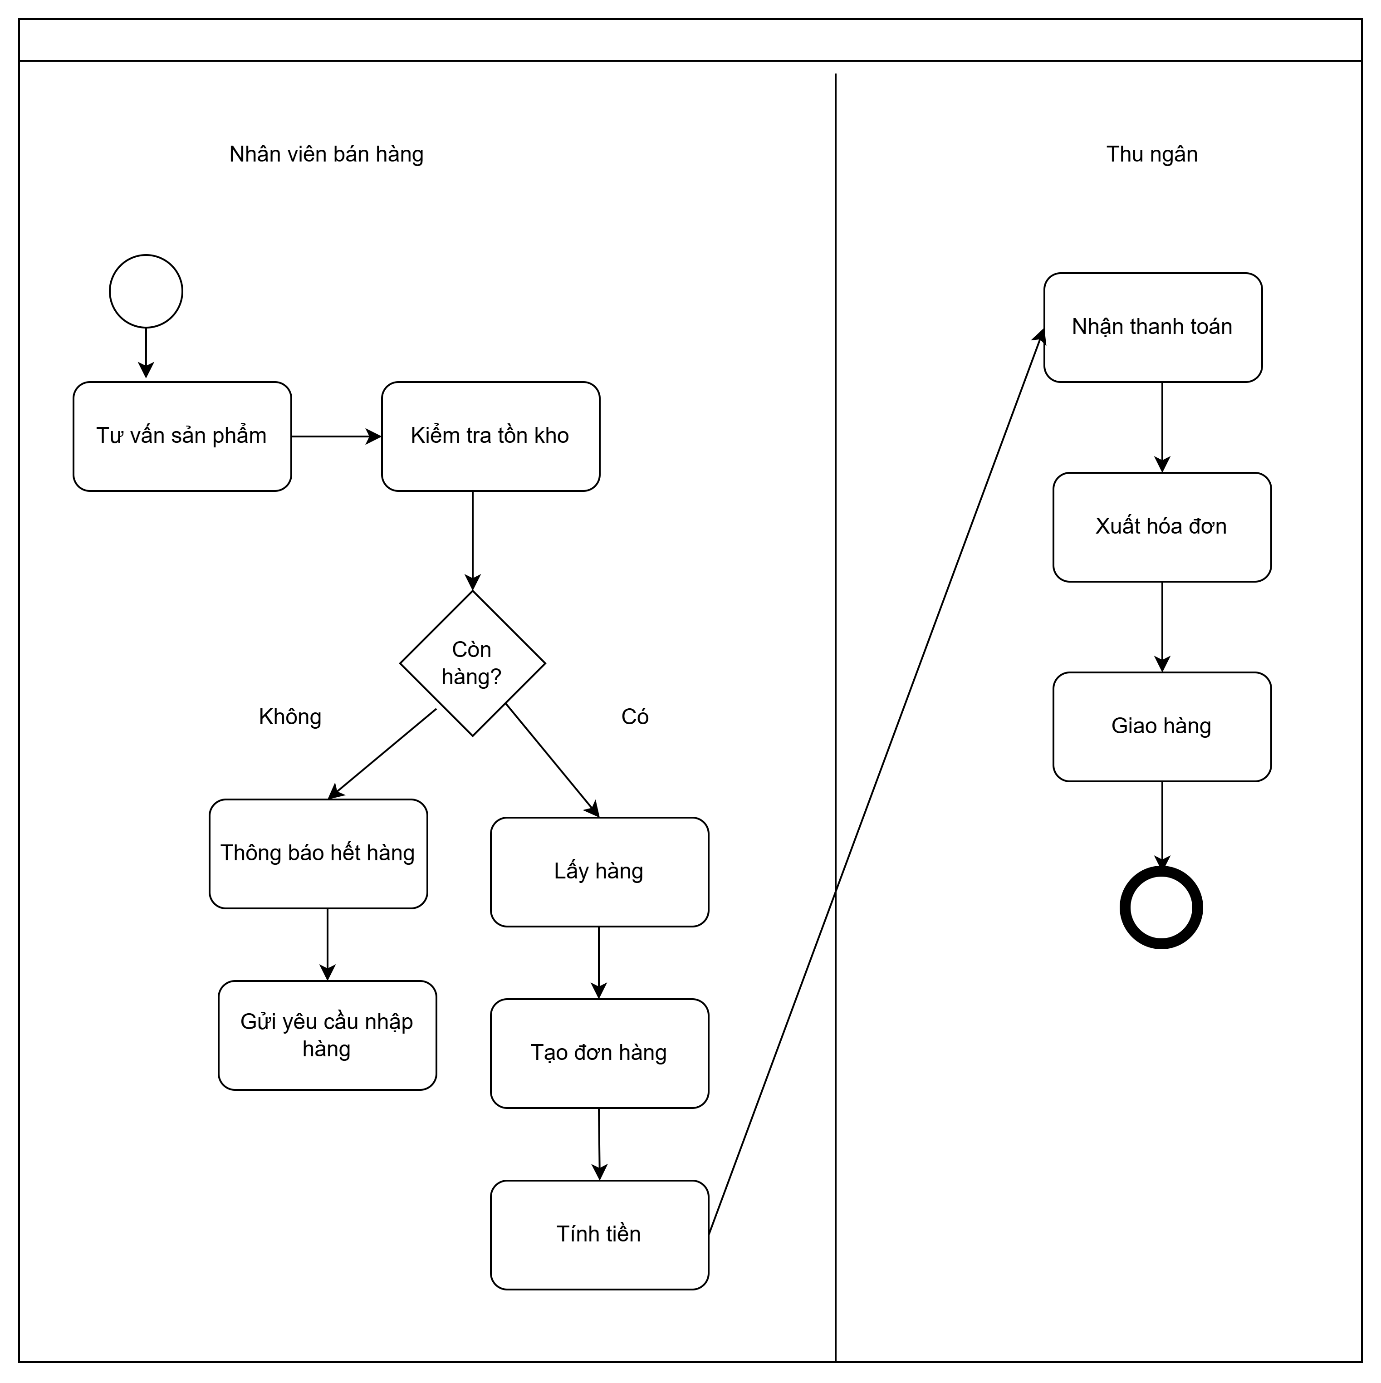 Nhân viên bán hàng
Thu ngân
Tư vấn sản phẩm
Kiểm tra tồn kho
Nhận thanh toán
Xuất hóa đơn
Còn
hàng?
Không
Có
Giao hàng
Thông báo hết hàng
Lấy hàng
Gửi yêu cầu nhập
hàng
Tạo đơn hàng
Tính tiền